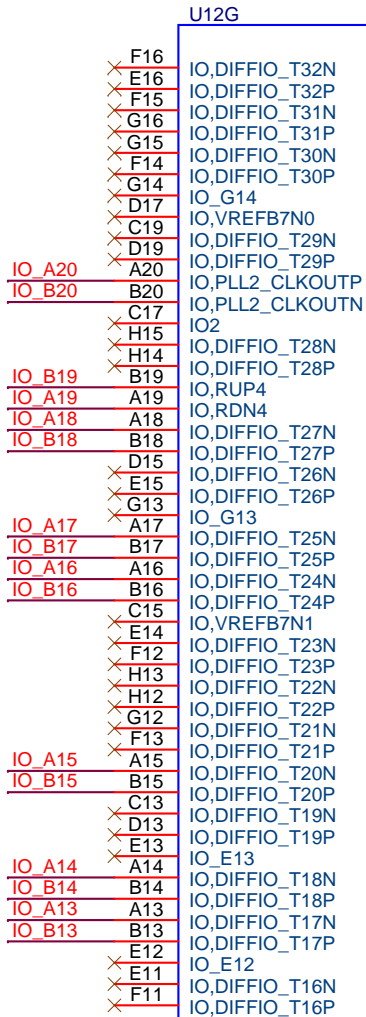 U12G
F16 IO,DIFFIO_T32N
E16 IO,DIFFIO_T32P
F15 IO,DIFFIO_T31N
G16 IO,DIFFIO_T31P
G15 IO,DIFFIO_T30N
F14 IO,DIFFIO_T30P
G14 IO_G14
D17 IO,VREFB7N0
C19 IO,DIFFIO_T29N
D19 IO,DIFFIO_T29P
IO_A20 A20 IO,PLL2_CLKOUTP
IO_B20 B20 IO,PLL2_CLKOUTN
C17 IO2
H15 IO,DIFFIO_T28N
H14 IO,DIFFIO_T28P
IO_B19 B19 IO,RUP4
IO_A19 A19 IO,RDN4
IO_A18 A18 IO,DIFFIO_T27N
IO_B18 B18 IO,DIFFIO_T27P
D15 IO,DIFFIO_T26N
E15 IO,DIFFIO_T26P
G13 IO_G13
IO_A17 A17 IO,DIFFIO_T25N
IO_B17 B17 IO,DIFFIO_T25P
IO_A16 A16 IO,DIFFIO_T24N
IO_B16 B16 IO,DIFFIO_T24P
C15 IO,VREFB7N1
E14 IO,DIFFIO_T23N
F12 IO,DIFFIO_T23P
H13 IO,DIFFIO_T22N
H12 IO,DIFFIO_T22P
G12 IO,DIFFIO_T21N
F13 IO,DIFFIO_T21P
IO_A15 A15 IO,DIFFIO_T20N
IO_B15 B15 IO,DIFFIO_T20P
C13 IO,DIFFIO_T19N
D13 IO,DIFFIO_T19P
E13 IO_E13
IO_A14 A14 IO,DIFFIO_T18N
IO_B14 B14 IO,DIFFIO_T18P
IO_A13 A13 IO,DIFFIO_T17N
IO_B13 B13 IO,DIFFIO_T17P
E12 IO_E12
E11 IO,DIFFIO_T16N
F11 IO,DIFFIO_T16P